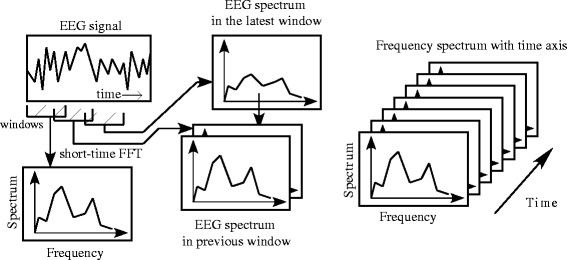 EEG signal
time
windows
short-time FFT
Spectrum
Frequency
EEG spectrum
in the latest window
EEG spectrum
in previous window
Frequency spectrum with time axis
Spectrum
Frequency
Time